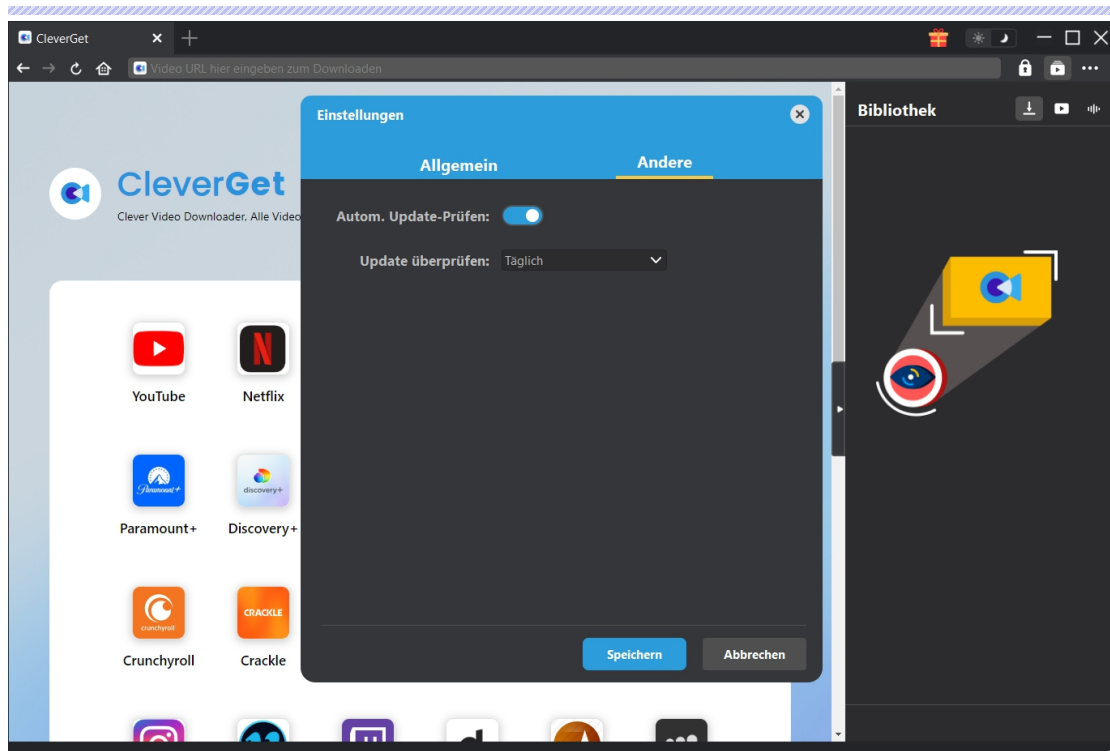 CleverGet
Video URL hier eingeben zum Downloaden
Einstellungen
Bibliothek
Allgemein
Andere
CleverGet
Clever Video Downloader, Alle Video
Autom. Update-Prüfen:
Update überprüfen: Täglich
YouTube
Netflix
Paramount+
discovery+
Paramount+
Discovery+
crunchyroll
CRACKLE
Crunchyroll
Crackle
Speichern
Abbrechen